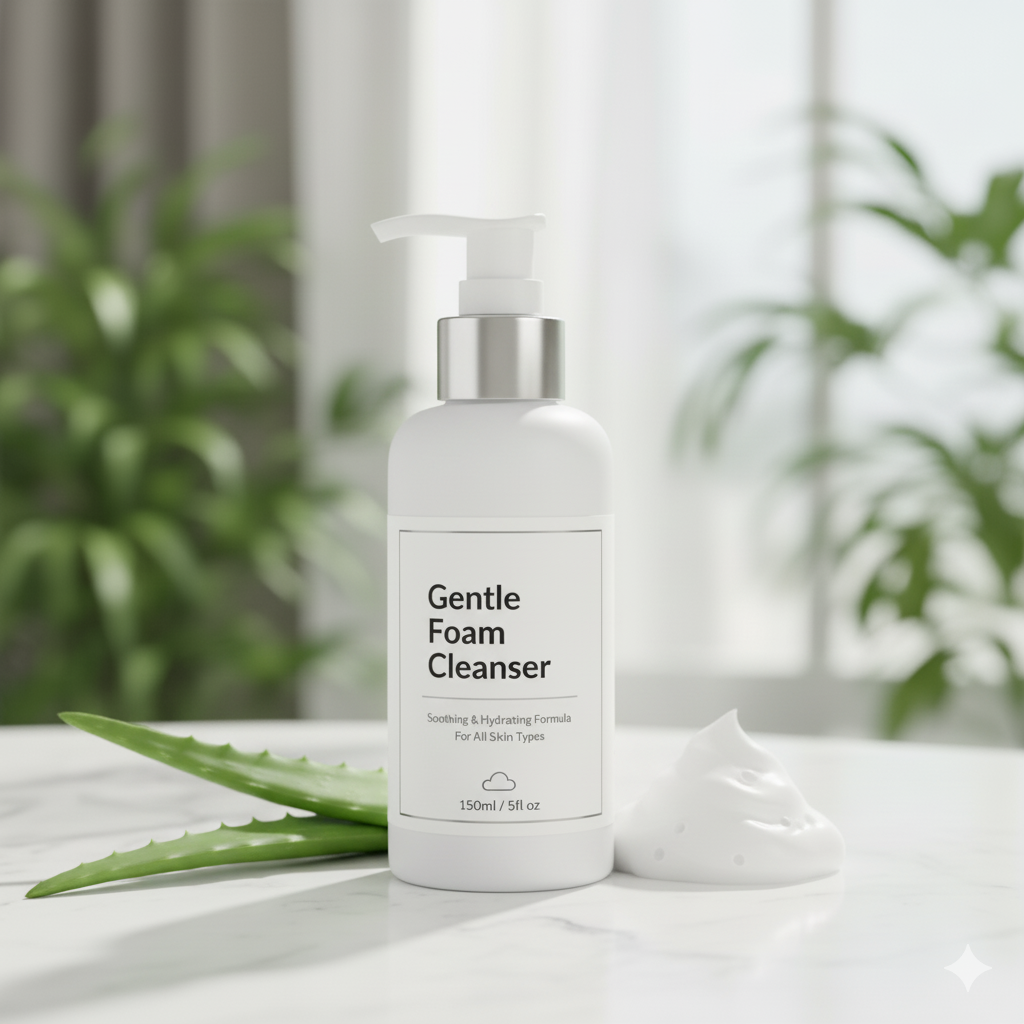 Gentle
Foam
Cleanser
Soothing & Hydrating Formula
For All Skin Types
150ml / 5fl oz